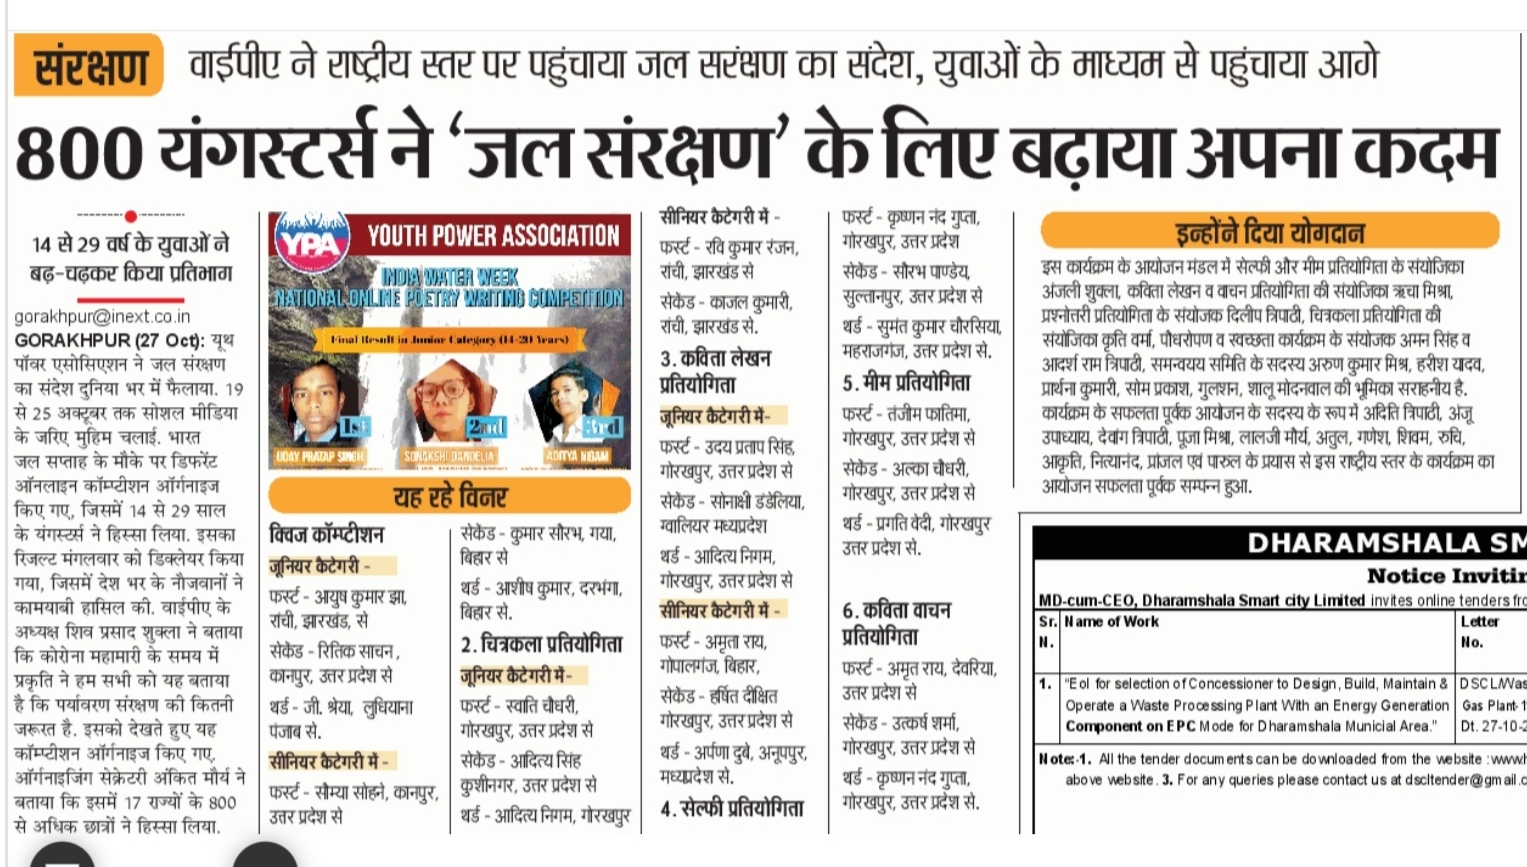 संरक्षण
वाईपीए ने राष्ट्रीय स्तर पर पहुंचाया जल सरंक्षण का संदेश, युवाओं के माध्यम से पहुंचाया आगे
800 यंगस्टर्स ने ‘जल संरक्षण’ के लिए बढ़ाया अपना कदम
14 से 29 वर्ष के युवाओं ने
बढ़-चढ़कर किया प्रतिभाग
gorakhpur@inext.co.in
GORAKHPUR (27 Oct): यूथ
पॉवर एसोसिएशन ने जल संरक्षण
का संदेश दुनिया भर में फैलाया. 19
से 25 अक्टूबर तक सोशल मीडिया
के जरिए मुहिम चलाई. भारत
जल सप्ताह के मौके पर डिफरेंट
ऑनलाइन कॉम्प्टीशन ऑर्गनाइज
किए गए, जिसमें 14 से 29 साल
के यंगस्टर्स ने हिस्सा लिया. इसका
रिजल्ट मंगलवार को डिक्लेयर किया
गया, जिसमें देश भर के नौजवानों ने
कामयाबी हासिल की. वाईपीए के
अध्यक्ष शिव प्रसाद शुक्ला ने बताया
कि कोरोना महामारी के समय में
प्रकृति ने हम सभी को यह बताया
है कि पर्यावरण संरक्षण की कितनी
जरूरत है. इसको देखते हुए यह
कॉम्प्टीशन ऑर्गनाइज किए गए.
ऑर्गनाइजिंग सेक्रेटरी अंकित मौर्य ने
बताया कि इसमें 17 राज्यों के 800
से अधिक छात्रों ने हिस्सा लिया.
YPA
YOUTH POWER ASSOCIATION
INDIA WATER WEEK
NATIONAL ONLINE POETRY WRITING COMPETITION
Final Result in Junior Category (14-20 Years)
1st
2nd
3rd
UDAY PRATAP SINGH
SONAKSHI DANDELIA
ADITYA NIGAM
यह रहे विनर
क्विज कॉम्प्टीशन
जूनियर कैटेगरी -
फर्स्ट - आयुष कुमार झा,
रांची, झारखंड, से
सेकेंड - रितिक साचन,
कानपुर, उत्तर प्रदेश से
थर्ड - जी. श्रेया, लुधियाना
पंजाब से.
सीनियर कैटेगरी में -
फर्स्ट - सौम्या सोहने, कानपुर,
उत्तर प्रदेश से
सेकेंड - कुमार सौरभ, गया,
बिहार से
थर्ड - आशीष कुमार, दरभंगा,
बिहार से.
2. चित्रकला प्रतियोगिता
जूनियर कैटेगरी में-
फर्स्ट - स्वाति चौधरी,
गोरखपुर, उत्तर प्रदेश से
सेकेंड - आदित्य सिंह
कुशीनगर, उत्तर प्रदेश से
थर्ड - आदित्य निगम, गोरखपुर
सीनियर कैटेगरी में -
फर्स्ट - रवि कुमार रंजन,
रांची, झारखंड से
सेकेंड - काजल कुमारी,
रांची, झारखंड से.
3. कविता लेखन
प्रतियोगिता
जूनियर कैटेगरी में-
फर्स्ट - उदय प्रताप सिंह,
गोरखपुर, उत्तर प्रदेश से
सेकेंड - सोनाक्षी डंडेलिया,
ग्वालियर मध्यप्रदेश
थर्ड - आदित्य निगम,
गोरखपुर, उत्तर प्रदेश से
सीनियर कैटेगरी में -
फर्स्ट - अमृता राय,
गोपालगंज, बिहार,
सेकेंड - हर्षित दीक्षित
गोरखपुर, उत्तर प्रदेश से
थर्ड - अर्पणा दुबे, अनूपपुर,
मध्यप्रदेश से.
4. सेल्फी प्रतियोगिता
फर्स्ट - कृष्णन नंद गुप्ता,
गोरखपुर, उत्तर प्रदेश
सेकेंड - सौरभ पाण्डेय,
सुल्तानपुर, उत्तर प्रदेश से
थर्ड - सुमंत कुमार चौरसिया,
महराजगंज, उत्तर प्रदेश से.
5. मीम प्रतियोगिता
फर्स्ट - तंजीम फातिमा,
गोरखपुर, उत्तर प्रदेश से
सेकेंड - अल्का चौधरी,
गोरखपुर, उत्तर प्रदेश से
थर्ड - प्रगति वेदी, गोरखपुर
उत्तर प्रदेश से.
6. कविता वाचन
प्रतियोगिता
फर्स्ट - अमृत राय, देवरिया,
उत्तर प्रदेश से
सेकेंड - उत्कर्ष शर्मा,
गोरखपुर, उत्तर प्रदेश से
थर्ड - कृष्णन नंद गुप्ता,
गोरखपुर, उत्तर प्रदेश से.
इन्होंने दिया योगदान
इस कार्यक्रम के आयोजन मंडल में सेल्फी और मीम प्रतियोगिता के संयोजिका
अंजली शुक्ला, कविता लेखन व वाचन प्रतियोगिता की संयोजिका ऋचा मिश्रा,
प्रश्नोत्तरी प्रतियोगिता के संयोजक दिलीप त्रिपाठी, चित्रकला प्रतियोगिता की
संयोजिका कृति वर्मा, पौधरोपण व स्वच्छता कार्यक्रम के संयोजक अमन सिंह व
आदर्श राम त्रिपाठी, समन्वयय समिति के सदस्य अरुण कुमार मिश्र, हरीश यादव,
प्रार्थना कुमारी, सोम प्रकाश, गुलशन, शालू मोदनवाल की भूमिका सराहनीय है.
कार्यक्रम के सफलता पूर्वक आयोजन के सदस्य के रूप में अदिति त्रिपाठी, अंजू
उपाध्याय, देवांग त्रिपाठी, पूजा मिश्रा, लालजी मौर्य, अतुल, गणेश, शिवम, रुचि,
आकृति, नित्यानंद, प्रांजल एवं पारुल के प्रयास से इस राष्ट्रीय स्तर के कार्यक्रम का
आयोजन सफलता पूर्वक सम्पन्न हुआ.
DHARAMSHALA SM
Notice Invitin
MD-cum-CEO, Dharamshala Smart city Limited invites online tenders fro
Sr. Name of Work Letter
N. No.
1. "EoI for selection of Concessioner to Design, Build, Maintain & DSCL/Was
Operate a Waste Processing Plant With an Energy Generation Gas Plant-1
Component on EPC Mode for Dharamshala Municial Area." Dt. 27-10-2
Note:-1. All the tender documents can be downloaded from the website :www.h
above website. 3. For any queries please contact us at dscltender@gmail.c